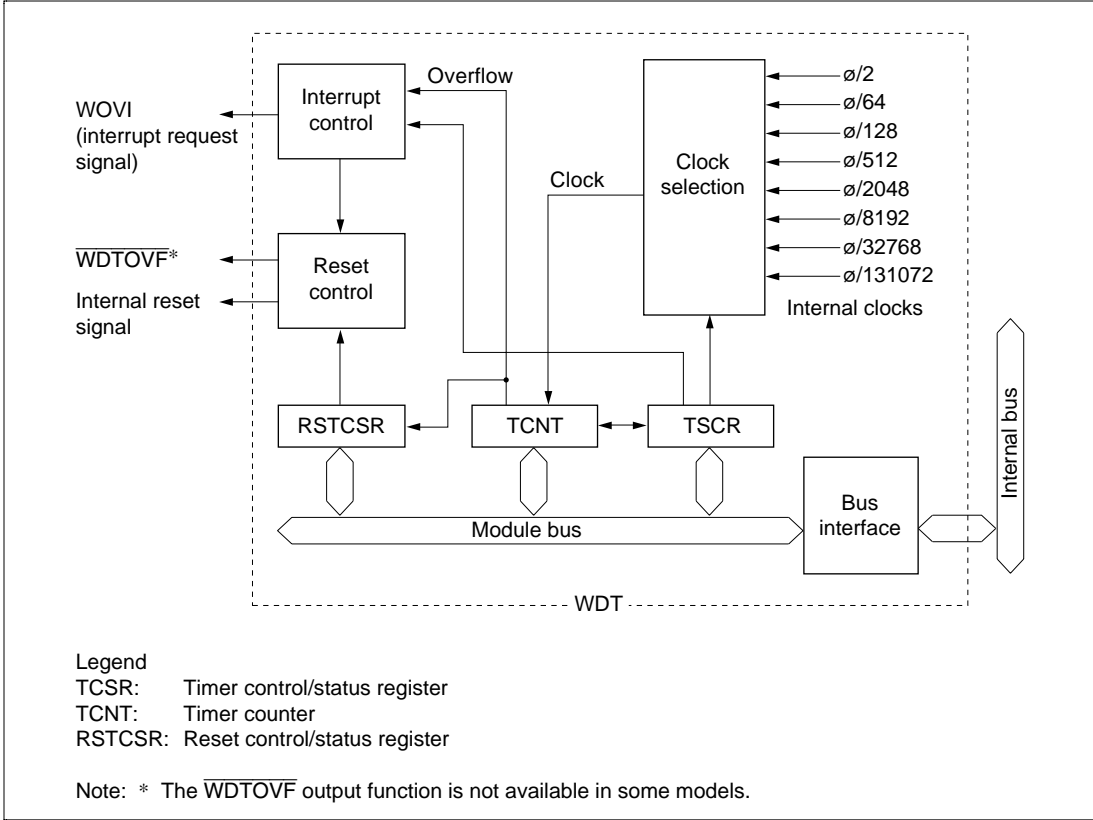 Overflow
Interrupt
control
WOVI
(interrupt request
signal)
WDTOVF*
Internal reset
signal
Reset
control
Clock
Clock
selection
ø/2
ø/64
ø/128
ø/512
ø/2048
ø/8192
ø/32768
ø/131072
Internal clocks
RSTCSR
TCNT
TSCR
Module bus
Bus
interface
Internal bus
WDT
Legend
TCSR: Timer control/status register
TCNT: Timer counter
RSTCSR: Reset control/status register
Note: * The WDTOVF output function is not available in some models.